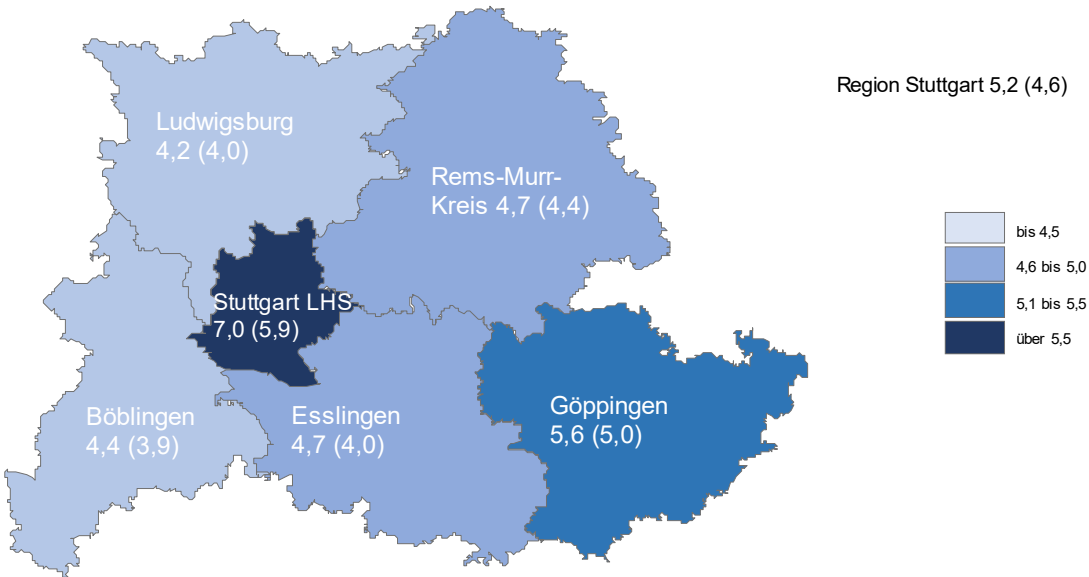 Region Stuttgart 5,2 (4,6)
Ludwigsburg
4,2 (4,0)
Rems-Murr-
Kreis 4,7 (4,4)
Stuttgart LHS
7,0 (5,9)
Böblingen
4,4 (3,9)
Esslingen
4,7 (4,0)
Göppingen
5,6 (5,0)
bis 4,5
4,6 bis 5,0
5,1 bis 5,5
über 5,5